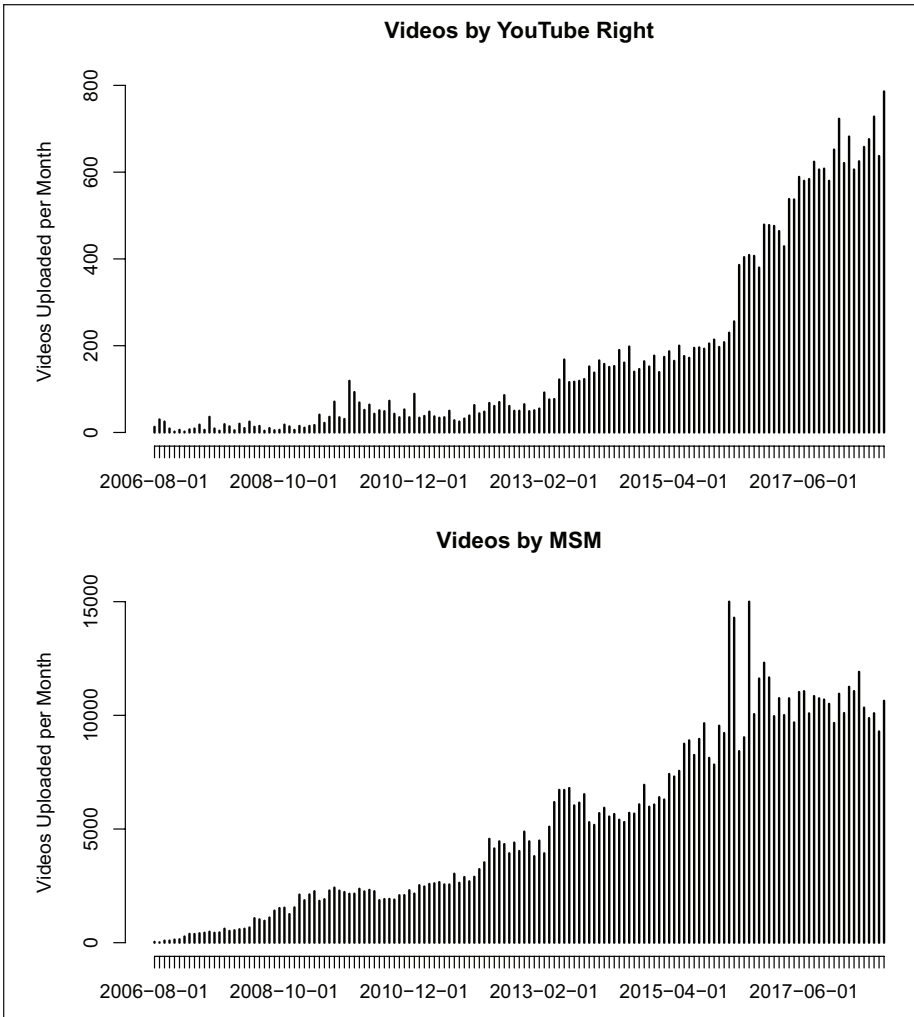 Videos by YouTube Right
Videos Uploaded per Month
800
600
400
200
0
2006−08−01 2008−10−01 2010−12−01 2013−02−01 2015−04−01 2017−06−01
Videos by MSM
Videos Uploaded per Month
15000
10000
5000
0
2006−08−01 2008−10−01 2010−12−01 2013−02−01 2015−04−01 2017−06−01